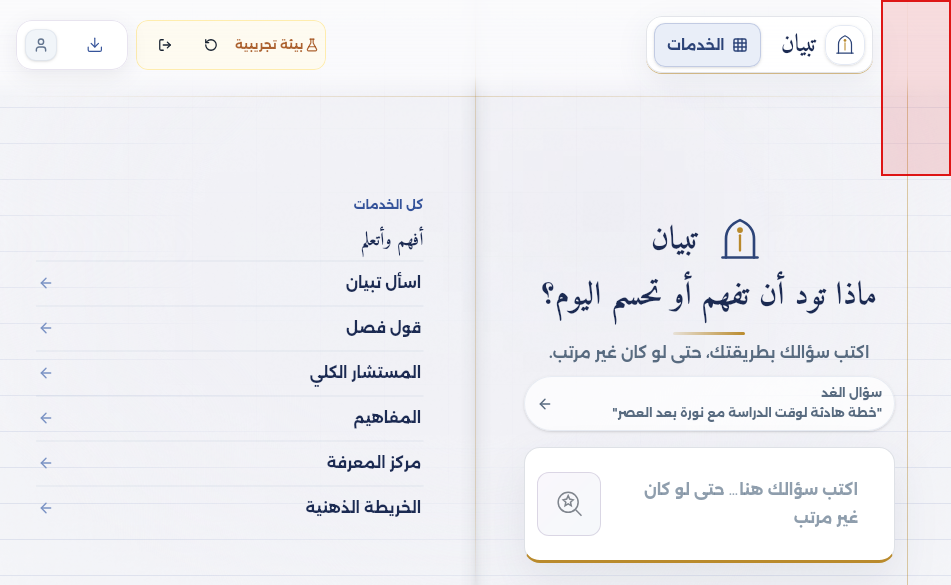 تبيان
الخدمات
بيئة تجريبية
تبيان
ماذا تود أن تفهم أو تحسم اليوم؟
اكتب سؤالك بطريقتك، حتى لو كان غير مرتب.
سؤال الغد
"خطة هادئة لوقت الدراسة مع نورة بعد العصر"
اكتب سؤالك هنا... حتى لو كان
غير مرتب
كل الخدمات
أفهم وأتعلم
اسأل تبيان
قول فصل
المستشار الكلي
المفاهيم
مركز المعرفة
الخريطة الذهنية